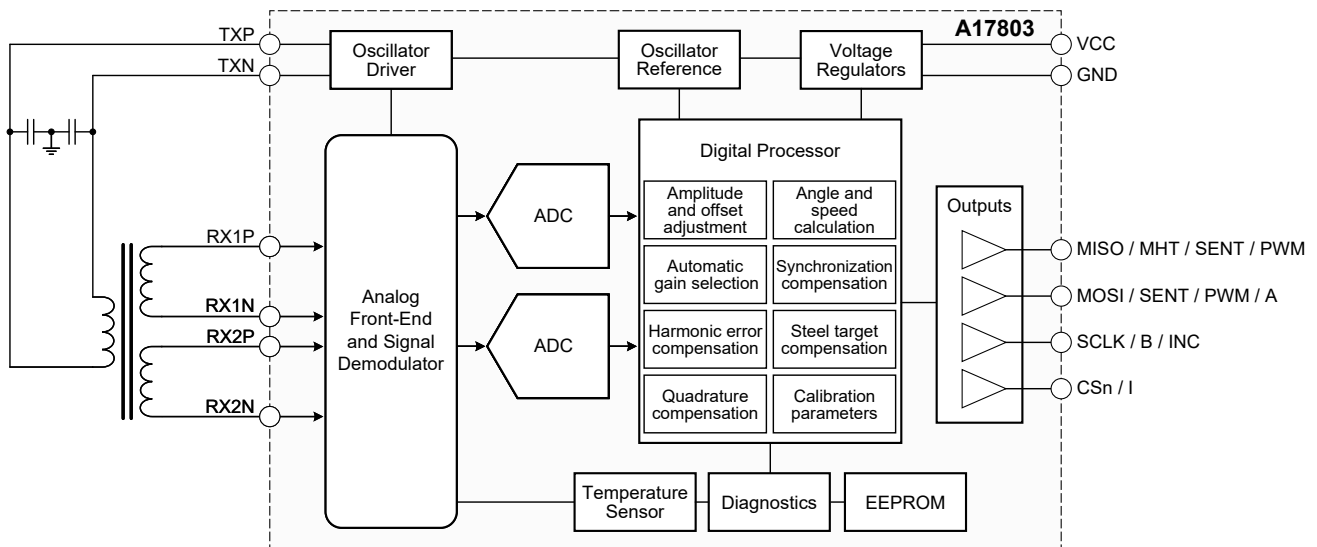 A17803
TXP
TXN
Oscillator
Driver
Oscillator
Reference
Voltage
Regulators
VCC
GND
Digital Processor
Amplitude
and offset
adjustment
Angle and
speed
calculation
Automatic
gain selection
Synchronization
compensation
Harmonic error
compensation
Steel target
compensation
Quadrature
compensation
Calibration
parameters
ADC
ADC
RX1P
RX1N
RX2P
RX2N
Analog
Front-End
and Signal
Demodulator
Outputs
MISO / MHT / SENT / PWM
MOSI / SENT / PWM / A
SCLK / B / INC
CSn / I
Temperature
Sensor
Diagnostics
EEPROM